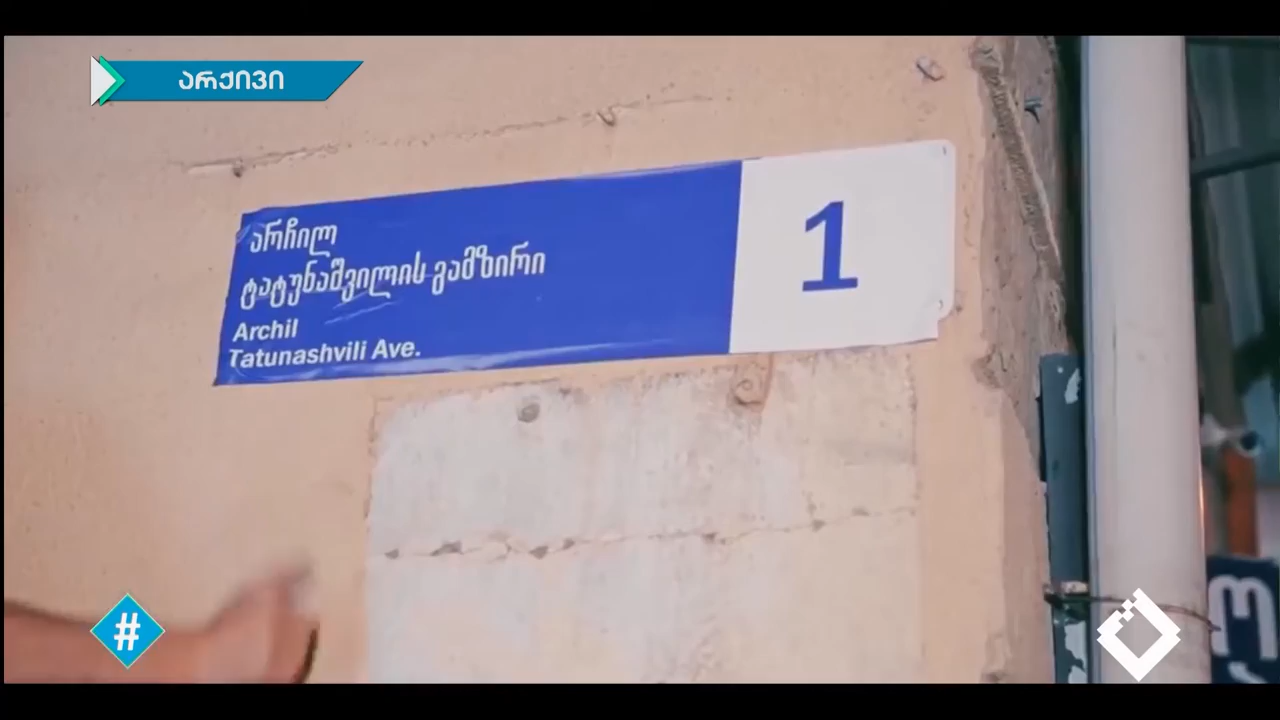 არქივი
არჩილ
ტატუნაშვილის გამზირი
Archil
Tatunashvili Ave.
1
#